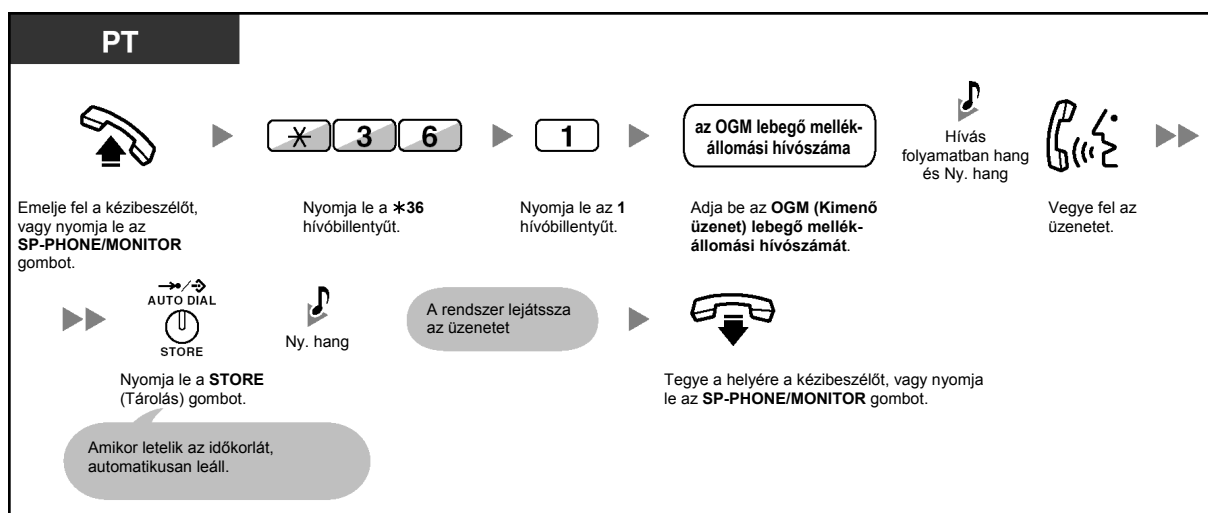 PT
✳ 3 6
1
az OGM lebegő mellék-
állomási hívószáma
Hívás
folyamatban hang
és Ny. hang
Emelje fel a kézibeszélőt,
vagy nyomja le az
SP-PHONE/MONITOR
gombot.
Nyomja le a ✳36
hívóbillentyűt.
Nyomja le az 1
hívóbillentyűt.
Adja be az OGM (Kimenő
üzenet) lebegő mellék-
állomási hívószámát.
Vegye fel az
üzenetet.
AUTO DIAL
STORE
Nyomja le a STORE
(Tárolás) gombot.
Amikor letelik az időkorlát,
automatikusan leáll.
Ny. hang
A rendszer lejátssza
az üzenetet
Tegye a helyére a kézibeszélőt, vagy nyomja
le az SP-PHONE/MONITOR gombot.